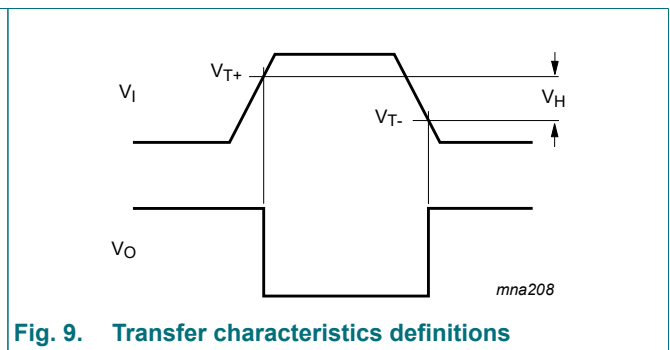 VT+
VI
VH
VT-
VO
mna208
Fig. 9. Transfer characteristics definitions